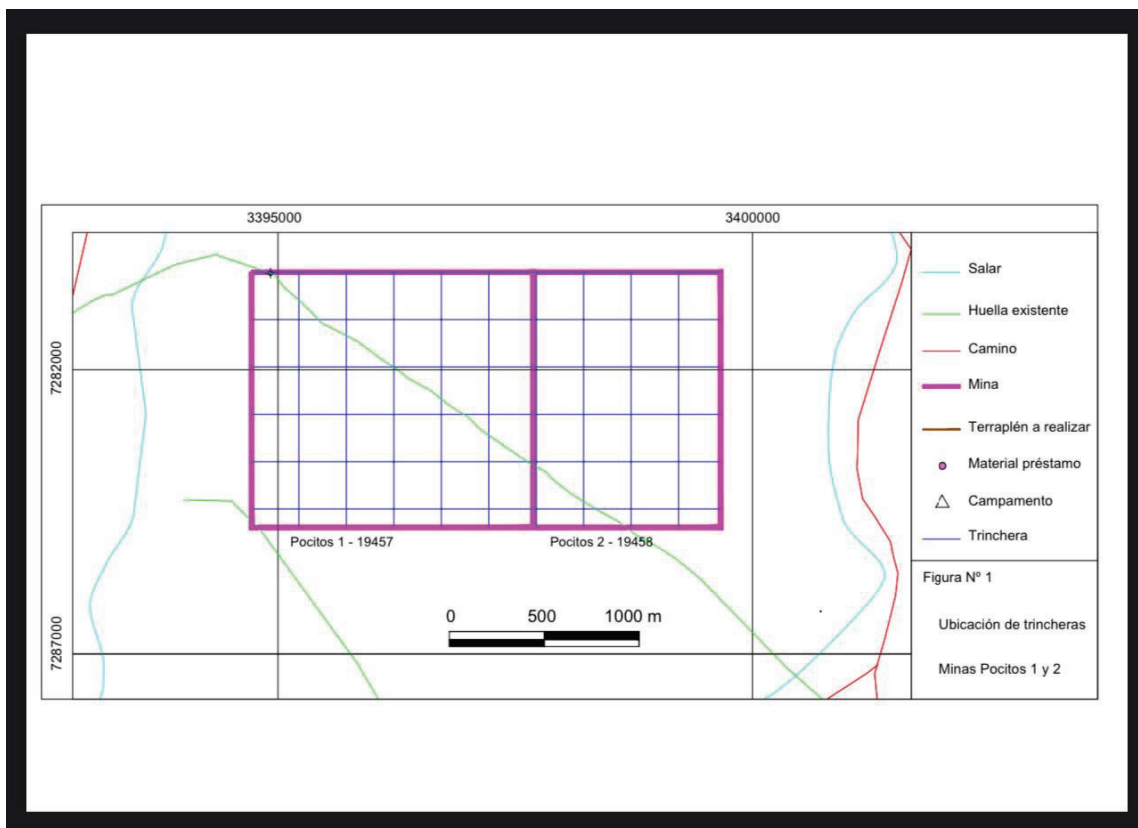 3395000
3400000
7282000
7287000
Pocitos 1 - 19457
Pocitos 2 - 19458
0
500
1000 m
Salar
Huella existente
Camino
Mina
Terraplén a realizar
Material préstamo
Campamento
Trinchera
Figura Nº 1
Ubicación de trincheras
Minas Pocitos 1 y 2